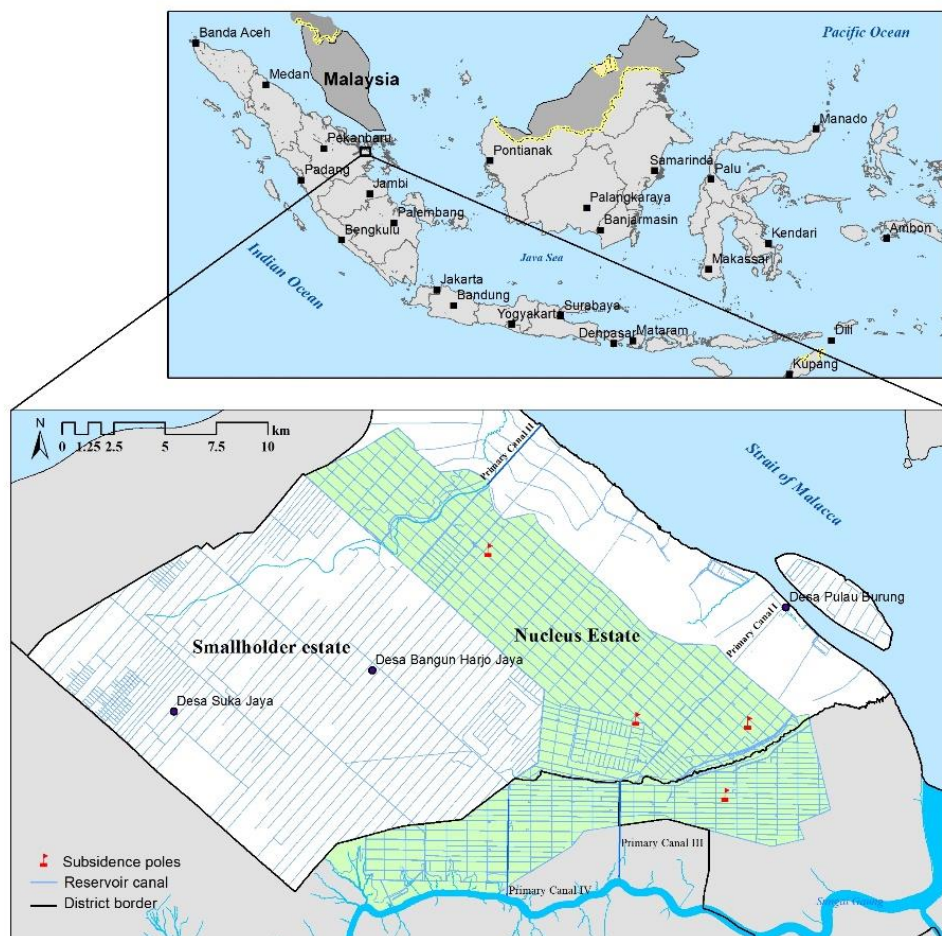 Banda Aceh
Pacific Ocean
Medan
Malaysia
Manado
Pekanbaru
Pontianak
Samarinda
Padang
Palu
Jambi
Palangkaraya
Palembang
Banjarmasin
Bengkulu
Kendari
Ambon
Java Sea
Indian Ocean
Makassar
Jakarta
Bandung
Surabaya
Yogyakarta
Denpasar
Mataram
Dili
Kupang
N
0 1.25 2.5 5 7.5 10 km
Primary Canal II
Strait of Malacca
Desa Pulau Burung
Primary Canal I
Nucleus Estate
Smallholder estate
Desa Bangun Harjo Jaya
Desa Suka Jaya
Primary Canal III
Subsidence poles
Reservoir canal
Primary Canal IV
District border
Sungai Gaung